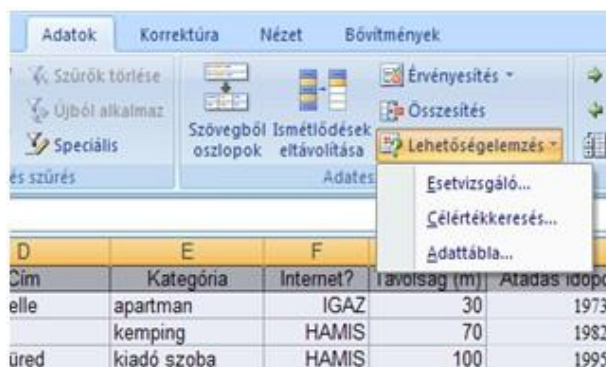 Adatok Korrektúra Nézet Bővítmények
Szűrők törlése
Újból alkalmaz
Speciális
és szűrés
Szövegből oszlopok
Ismétlődések eltávolítása
Érvényesítés
Összesítés
Lehetőségelemzés
Adates
Esetvizsgáló...
Célértékkeresés...
Adattábla...
D E F
Cím Kategória Internet? Távolság (m) Átadás időpo
elle apartman IGAZ 30 1973
kemping HAMIS 70 1982
üred kiadó szoba HAMIS 100 1995